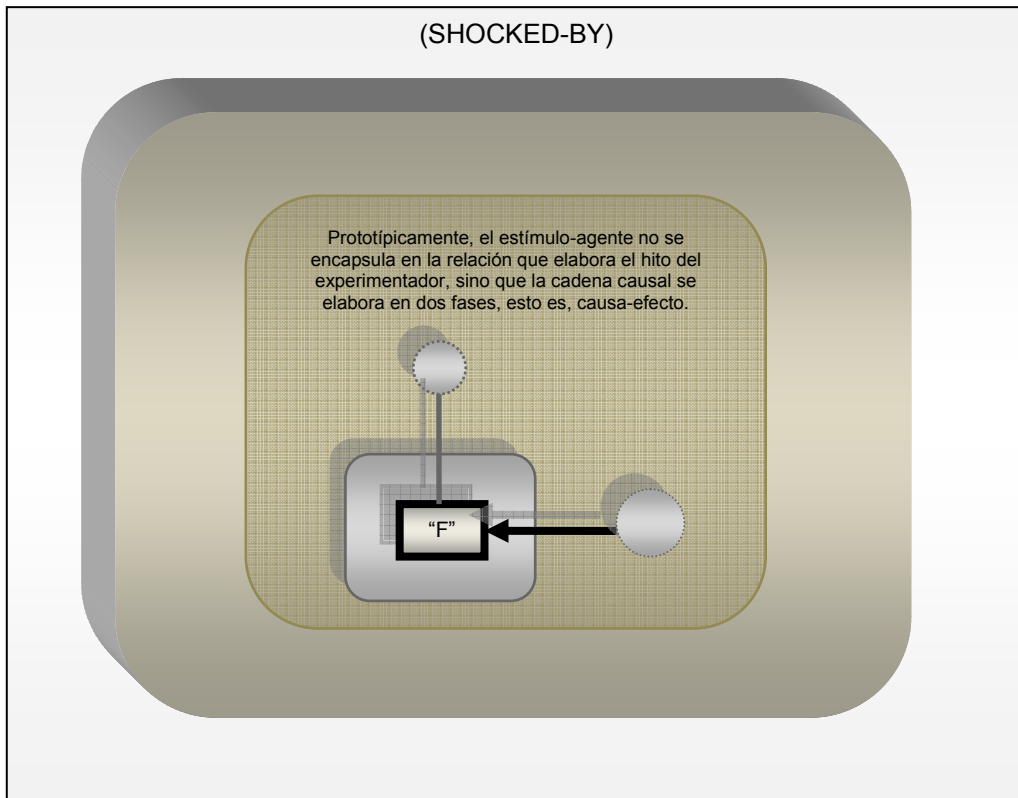 (SHOCKED-BY)
Prototípicamente, el estímulo-agente no se
encapsula en la relación que elabora el hito del
experimentador, sino que la cadena causal se
elabora en dos fases, esto es, causa-efecto.
“F”